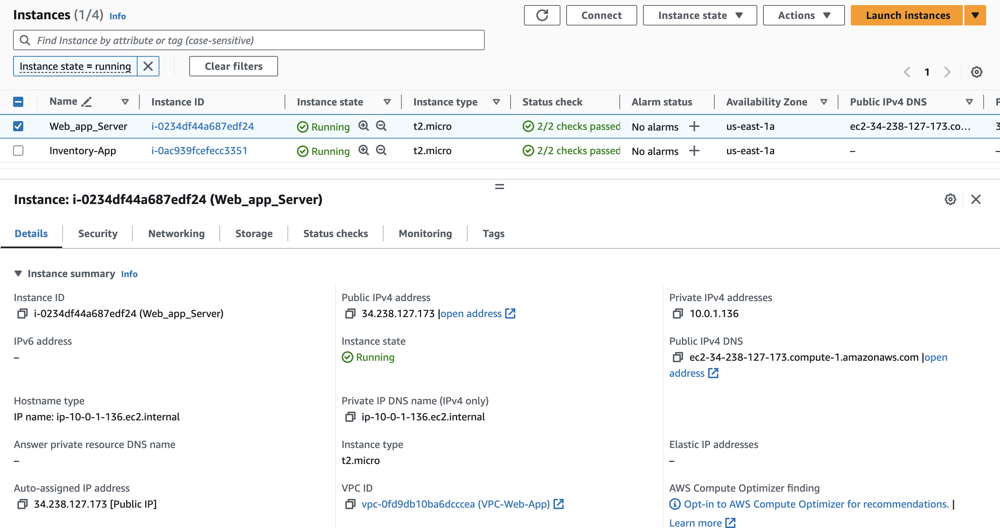 Instances (1/4) Info
Connect
Instance state
Actions
Launch instances
Find Instance by attribute or tag (case-sensitive)
Instance state = running
Clear filters
1
Name Instance ID Instance state Instance type Status check Alarm status Availability Zone Public IPv4 DNS
Web_app_Server i-0234df44a687edf24 Running t2.micro 2/2 checks passed No alarms us-east-1a ec2-34-238-127-173.co...
Inventory-App i-0ac939fcefecc3351 Running t2.micro 2/2 checks passed No alarms us-east-1a –
Instance: i-0234df44a687edf24 (Web_app_Server)
Details Security Networking Storage Status checks Monitoring Tags
Instance summary Info
Instance ID
i-0234df44a687edf24 (Web_app_Server)
Public IPv4 address
34.238.127.173 |open address
Private IPv4 addresses
10.0.1.136
IPv6 address
–
Instance state
Running
Public IPv4 DNS
ec2-34-238-127-173.compute-1.amazonaws.com |open
address
Hostname type
IP name: ip-10-0-1-136.ec2.internal
Private IP DNS name (IPv4 only)
ip-10-0-1-136.ec2.internal
Answer private resource DNS name
–
Instance type
t2.micro
Elastic IP addresses
–
Auto-assigned IP address
34.238.127.173 [Public IP]
VPC ID
vpc-0fd9db10ba6dcccea (VPC-Web-App)
AWS Compute Optimizer finding
Opt-in to AWS Compute Optimizer for recommendations. |
Learn more